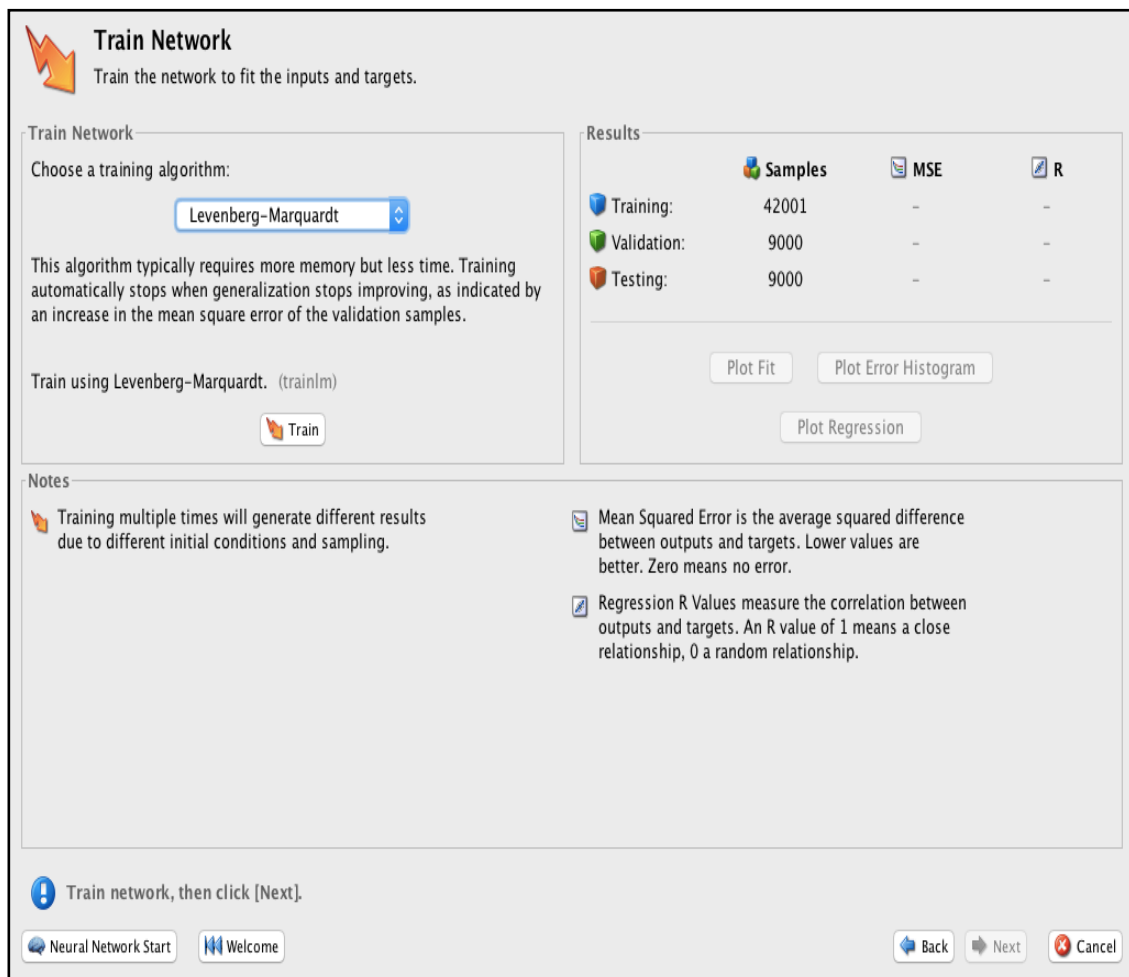 Train Network
Train the network to fit the inputs and targets.
Train Network
Choose a training algorithm:
Levenberg-Marquardt
This algorithm typically requires more memory but less time. Training
automatically stops when generalization stops improving, as indicated by
an increase in the mean square error of the validation samples.
Train using Levenberg-Marquardt. (trainlm)
Train
Results
Samples MSE R
Training: 42001 - -
Validation: 9000 - -
Testing: 9000 - -
Plot Fit Plot Error Histogram
Plot Regression
Notes
Training multiple times will generate different results
due to different initial conditions and sampling.
Mean Squared Error is the average squared difference
between outputs and targets. Lower values are
better. Zero means no error.
Regression R Values measure the correlation between
outputs and targets. An R value of 1 means a close
relationship, 0 a random relationship.
Train network, then click [Next].
Neural Network Start Welcome Back Next Cancel